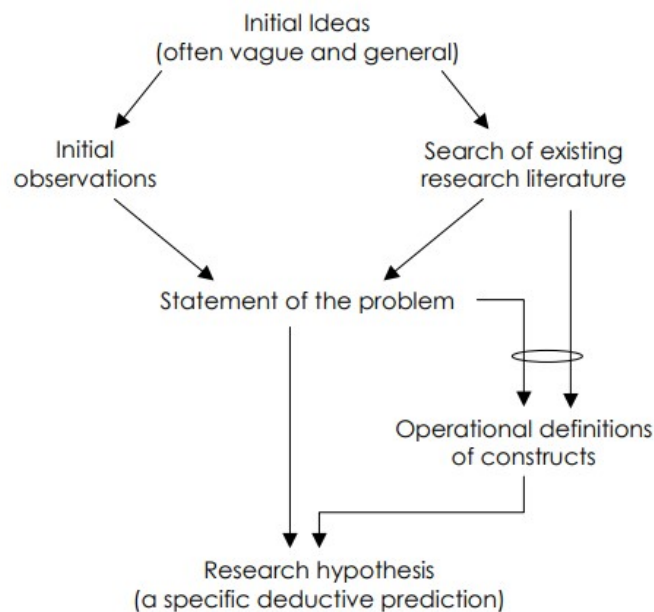 Initial Ideas
(often vague and general)
Initial
observations
Search of existing
research literature
Statement of the problem
Operational definitions
of constructs
Research hypothesis
(a specific deductive prediction)